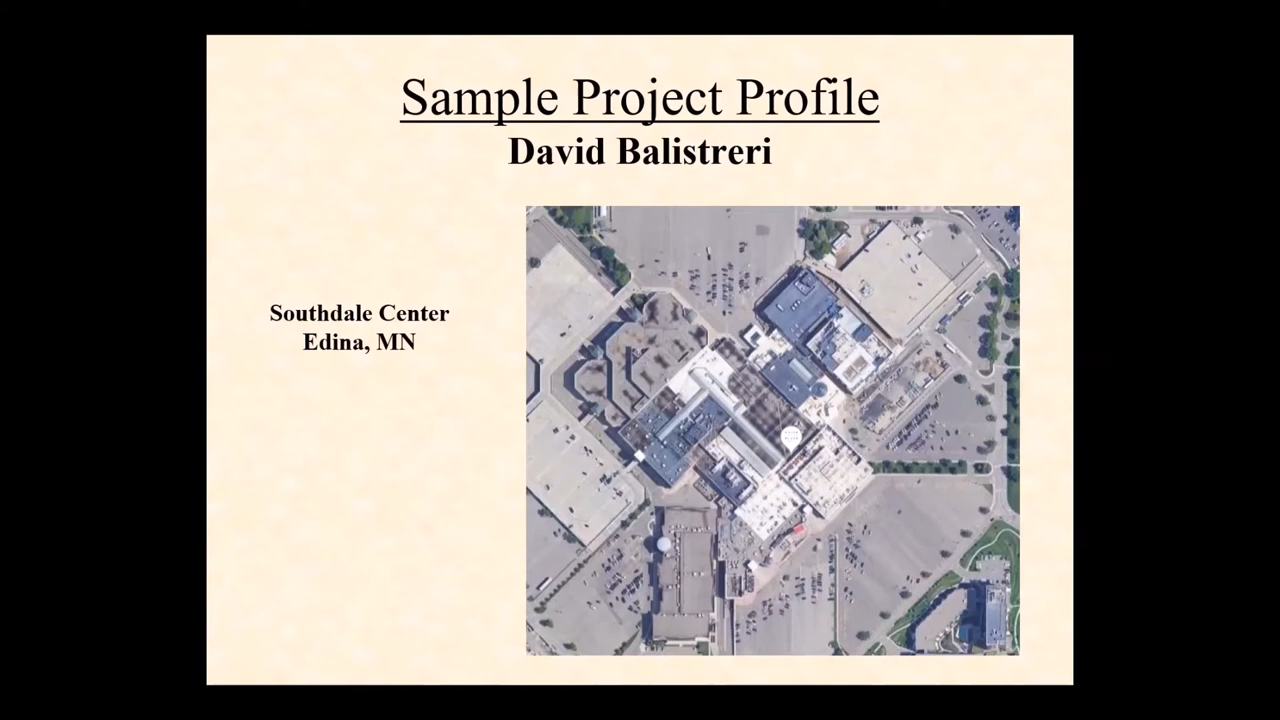 Sample Project Profile
David Balistreri
Southdale Center
Edina, MN